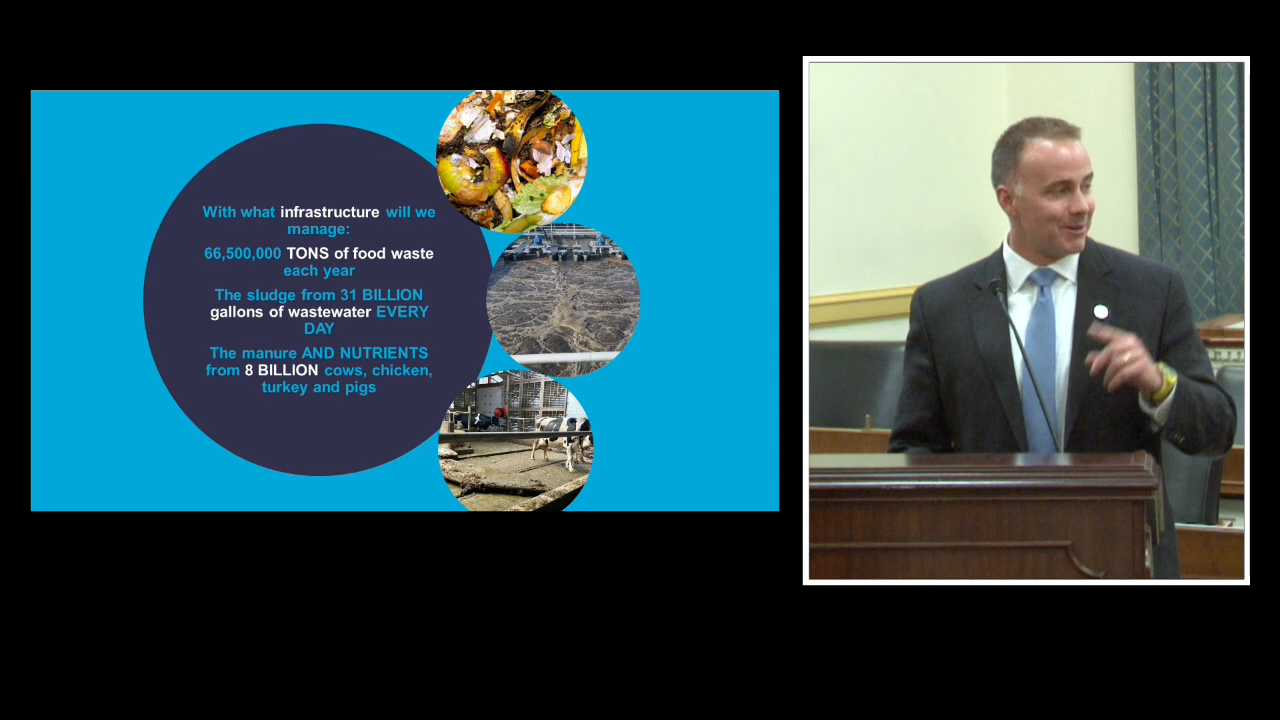 With what infrastructure will we
manage:
66,500,000 TONS of food waste
each year
The sludge from 31 BILLION
gallons of wastewater EVERY
DAY
The manure AND NUTRIENTS
from 8 BILLION cows, chicken,
turkey and pigs